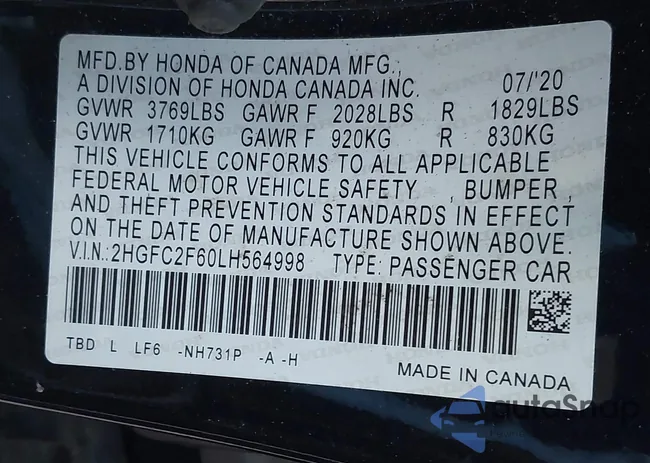 MFD.BY HONDA OF CANADA MFG.,
A DIVISION OF HONDA CANADA INC. 07/'20
GVWR 3769LBS GAWR F 2028LBS R 1829LBS
GVWR 1710KG GAWR F 920KG R 830KG
THIS VEHICLE CONFORMS TO ALL APPLICABLE
FEDERAL MOTOR VEHICLE SAFETY , BUMPER ,
AND THEFT PREVENTION STANDARDS IN EFFECT
ON THE DATE OF MANUFACTURE SHOWN ABOVE.
V.I.N.:2HGFC2F60LH564998 TYPE: PASSENGER CAR
TBD L LF6 -NH731P -A -H
MADE IN CANADA
autoSnap